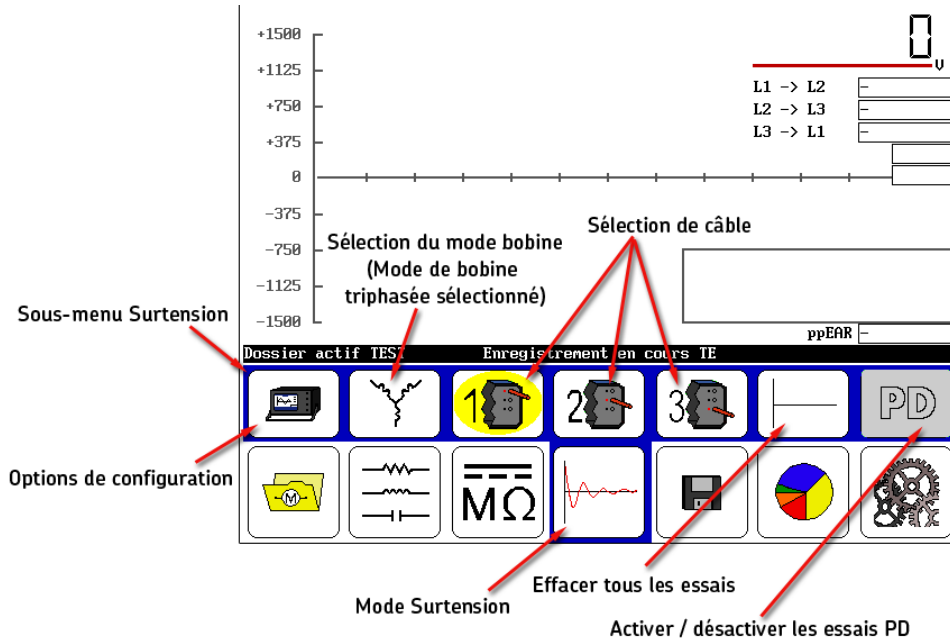 +1500
+1125
+750
+375
0
-375
-750
-1125
-1500
0
V
L1 -> L2 -
L2 -> L3 -
L3 -> L1 -
Sélection de câble
Sélection du mode bobine
(Mode de bobine
triphasée sélectionné)
Sous-menu Surtension
ppEAR -
Dossier actif TEST Enregistrement en cours TE
1 2 3 PD
Options de configuration
M MΩ
Effacer tous les essais
Mode Surtension
Activer / désactiver les essais PD